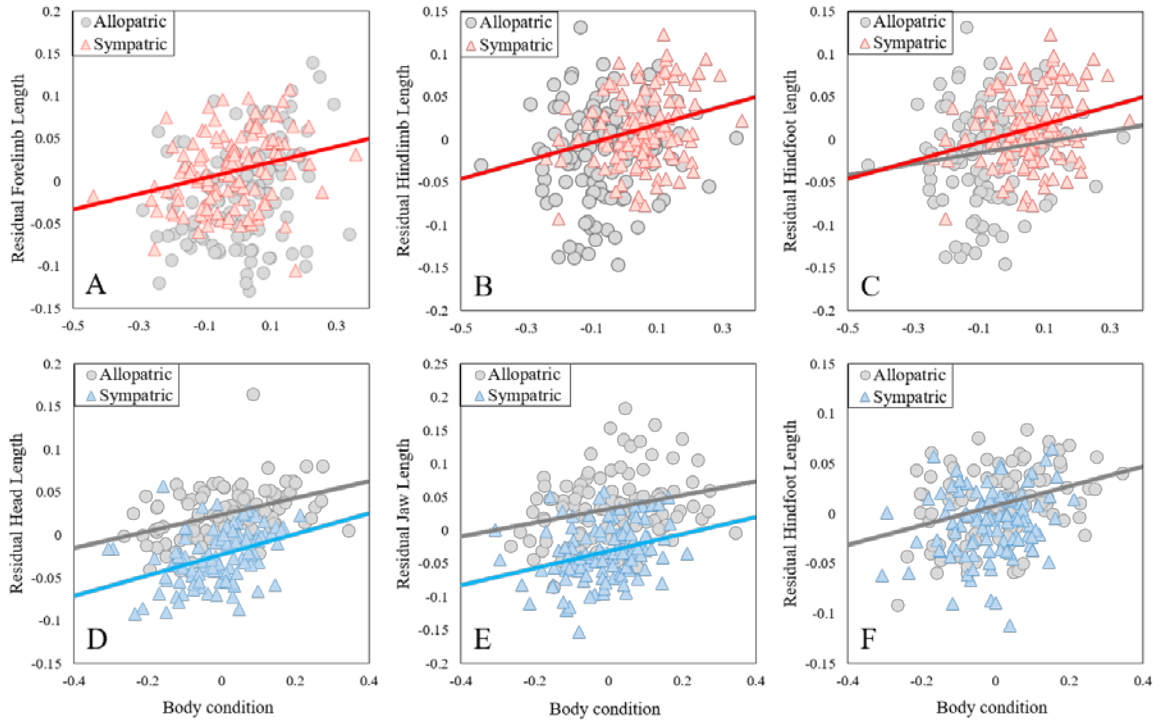 Residual Forelimb Length
0.2
0.15
0.1
0.05
0
-0.05
-0.1
-0.15
Allopatric
Sympatric
A
-0.5
-0.3
-0.1
0.1
0.3
Residual Hindlimb Length
0.15
0.1
0.05
0
-0.05
-0.1
-0.15
-0.2
Allopatric
Sympatric
B
-0.5
-0.3
-0.1
0.1
0.3
Residual Hindfoot length
0.15
0.1
0.05
0
-0.05
-0.1
-0.15
-0.2
Allopatric
Sympatric
C
-0.5
-0.3
-0.1
0.1
0.3
Residual Head Length
0.2
0.15
0.1
0.05
0
-0.05
-0.1
-0.15
Allopatric
Sympatric
D
-0.4
-0.2
0
0.2
0.4
Body condition
Residual Jaw Length
0.25
0.2
0.15
0.1
0.05
0
-0.05
-0.1
-0.15
-0.2
Allopatric
Sympatric
E
-0.4
-0.2
0
0.2
0.4
Body condition
Residual Hindfoot Length
0.15
0.1
0.05
0
-0.05
-0.1
-0.15
Allopatric
Sympatric
F
-0.4
-0.2
0
0.2
0.4
Body condition